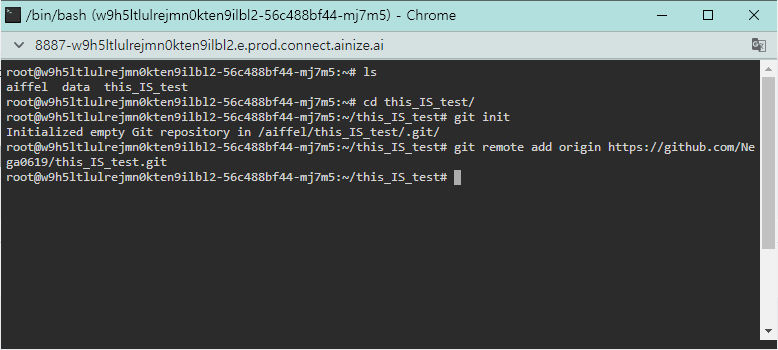 /bin/bash (w9h5ltlulrejmn0kten9ilbl2-56c488bf44-mj7m5) - Chrome
8887-w9h5ltlulrejmn0kten9ilbl2.e.prod.connect.ainize.ai
root@w9h5ltlulrejmn0kten9ilbl2-56c488bf44-mj7m5:~# ls
aiffel  data  this_IS_test
root@w9h5ltlulrejmn0kten9ilbl2-56c488bf44-mj7m5:~# cd this_IS_test/
root@w9h5ltlulrejmn0kten9ilbl2-56c488bf44-mj7m5:~/this_IS_test# git init
Initialized empty Git repository in /aiffel/this_IS_test/.git/
root@w9h5ltlulrejmn0kten9ilbl2-56c488bf44-mj7m5:~/this_IS_test# git remote add origin https://github.com/Ne
ga0619/this_IS_test.git
root@w9h5ltlulrejmn0kten9ilbl2-56c488bf44-mj7m5:~/this_IS_test#